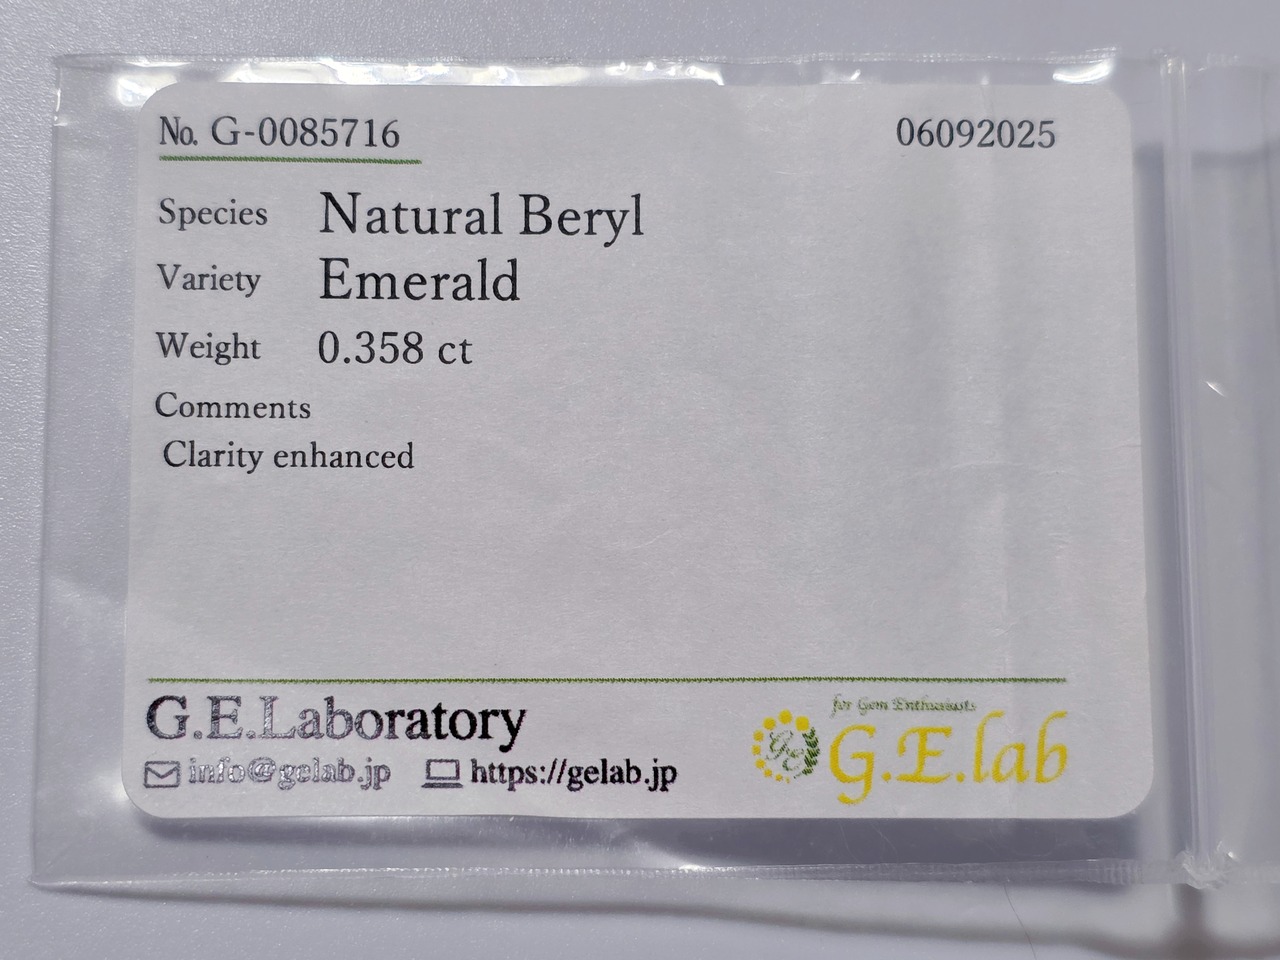 No. G-0085716 06092025
Species Natural Beryl
Variety Emerald
Weight 0.358 ct
Comments
Clarity enhanced
G.E.Laboratory
info@gelab.jp https://gelab.jp
for Gem Enthusiasts
GE G.E.lab